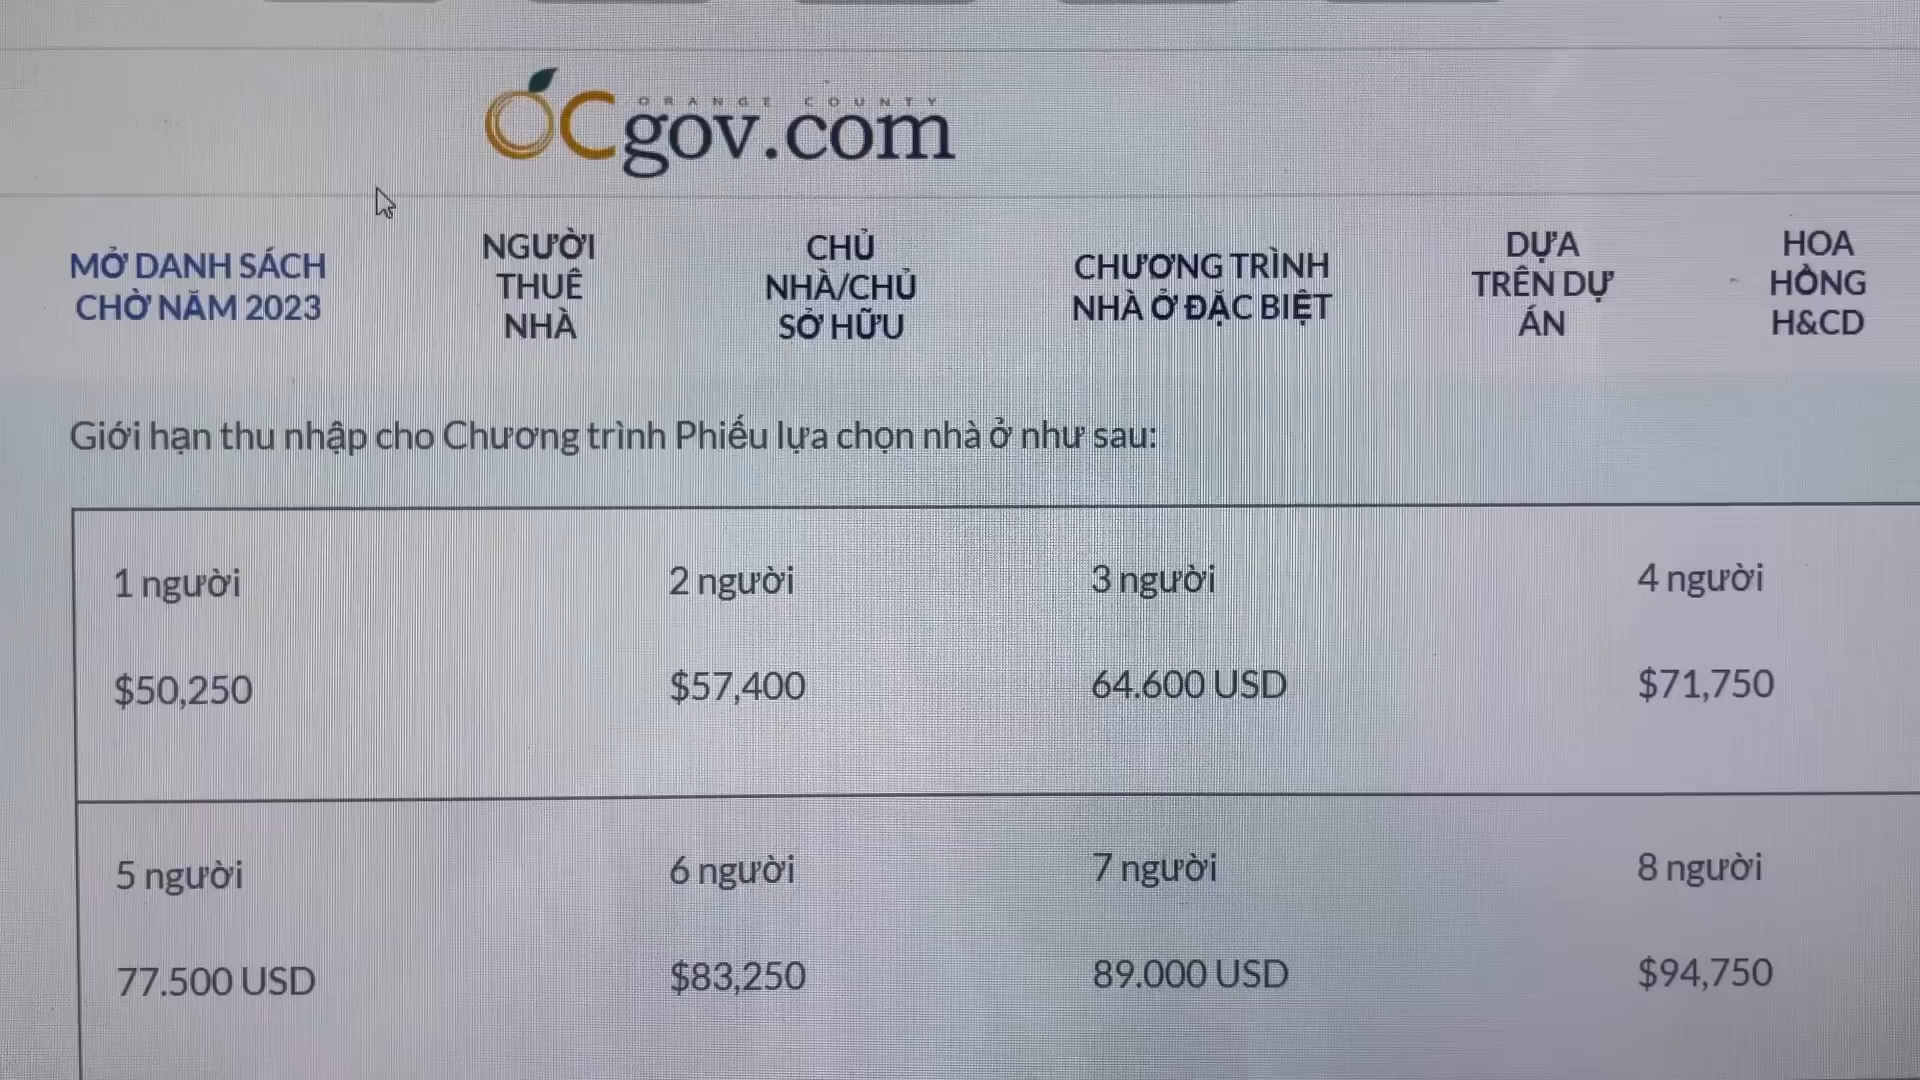 ORANGE COUNTY
OCgov.com
MỞ DANH SÁCH
CHỜ NĂM 2023
NGƯỜI
THUÊ
NHÀ
CHỦ
NHÀ/CHỦ
SỞ HỮU
CHƯƠNG TRÌNH
NHÀ Ở ĐẶC BIỆT
DỰA
TRÊN DỰ
ÁN
HOA
HỒNG
H&CD
Giới hạn thu nhập cho Chương trình Phiếu lựa chọn nhà ở như sau:
1 người
2 người
3 người
4 người
$50,250
$57,400
64.600 USD
$71,750
5 người
6 người
7 người
8 người
77.500 USD
$83,250
89.000 USD
$94,750